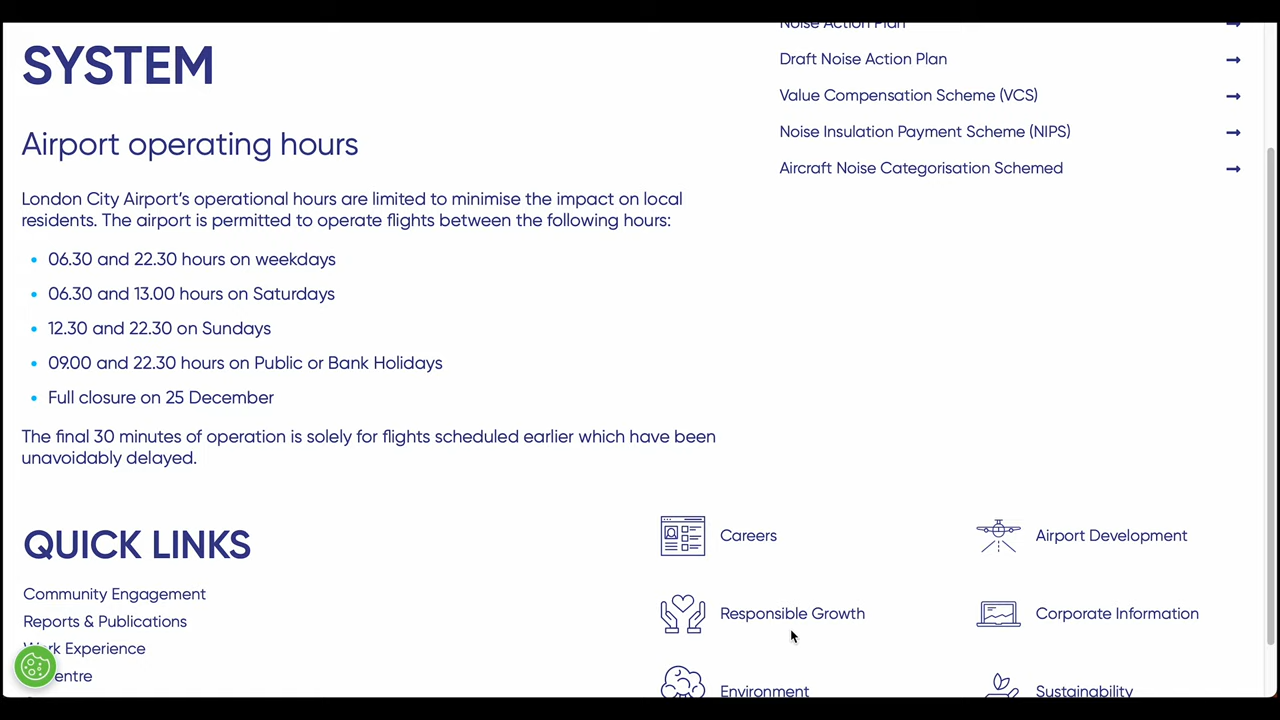 SYSTEM
Airport operating hours
London City Airport’s operational hours are limited to minimise the impact on local
residents. The airport is permitted to operate flights between the following hours:
06.30 and 22.30 hours on weekdays
06.30 and 13.00 hours on Saturdays
12.30 and 22.30 on Sundays
09.00 and 22.30 hours on Public or Bank Holidays
Full closure on 25 December
The final 30 minutes of operation is solely for flights scheduled earlier which have been
unavoidably delayed.
Noise Action Plan
Draft Noise Action Plan
Value Compensation Scheme (VCS)
Noise Insulation Payment Scheme (NIPS)
Aircraft Noise Categorisation Schemed
QUICK LINKS
Community Engagement
Reports & Publications
Work Experience
Careers
Airport Development
Responsible Growth
Corporate Information
Environment
Sustainability